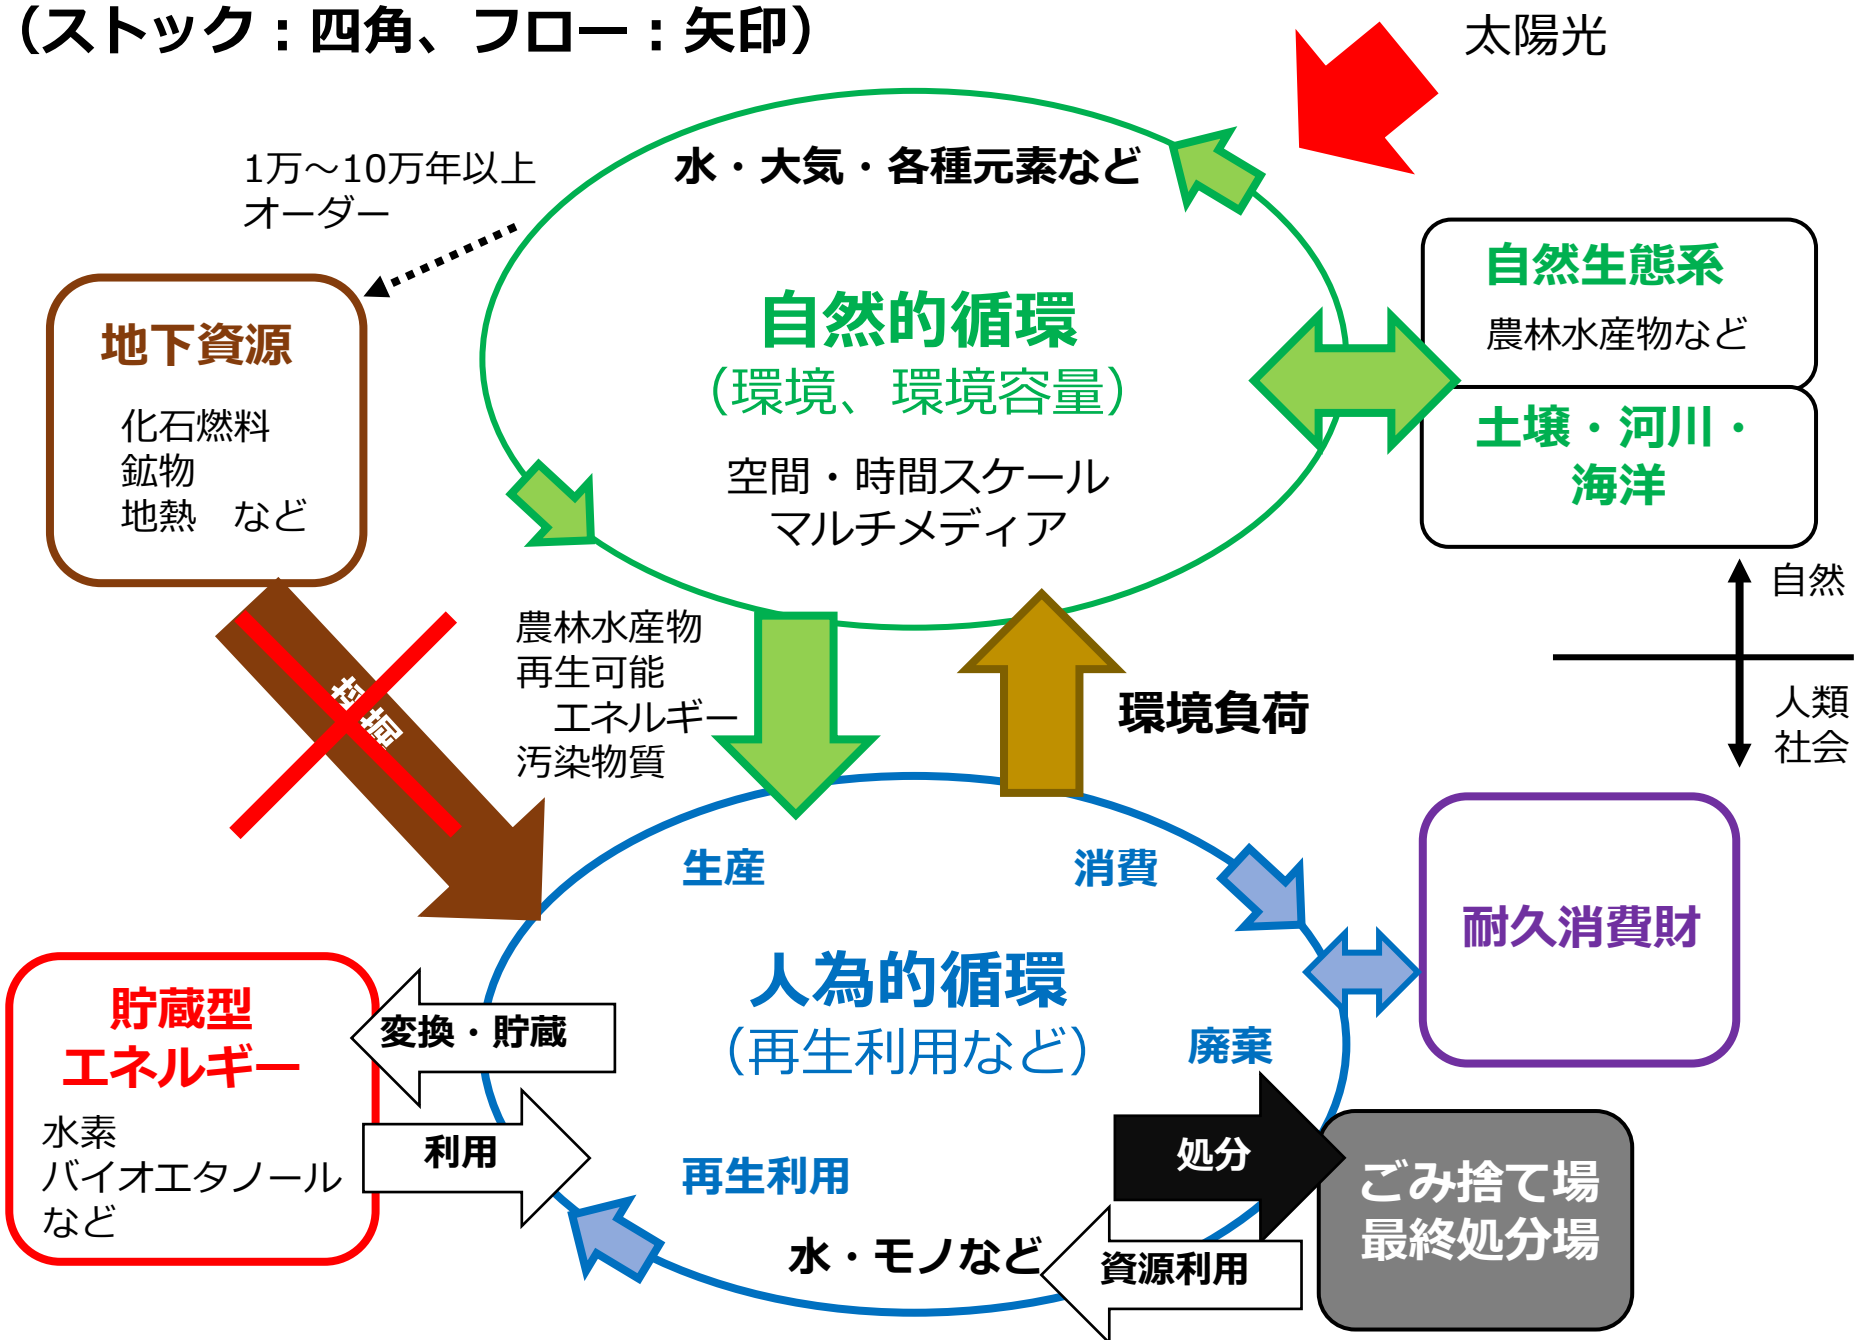 （ストック：四角、フロー：矢印）
太陽光
水・大気・各種元素など
1万～10万年以上
オーダー
自然生態系
農林水産物など
地下資源
化石燃料
鉱物
地熱　など
自然的循環
（環境、環境容量）
空間・時間スケール
マルチメディア
土壌・河川・
海洋
自然
人類
社会
農林水産物
再生可能
エネルギー
汚染物質
環境負荷
生産
消費
人為的循環
（再生利用など）
廃棄
再生利用
水・モノなど
耐久消費財
貯蔵型
エネルギー
水素
バイオエタノール
など
変換・貯蔵
利用
処分
資源利用
ごみ捨て場
最終処分場